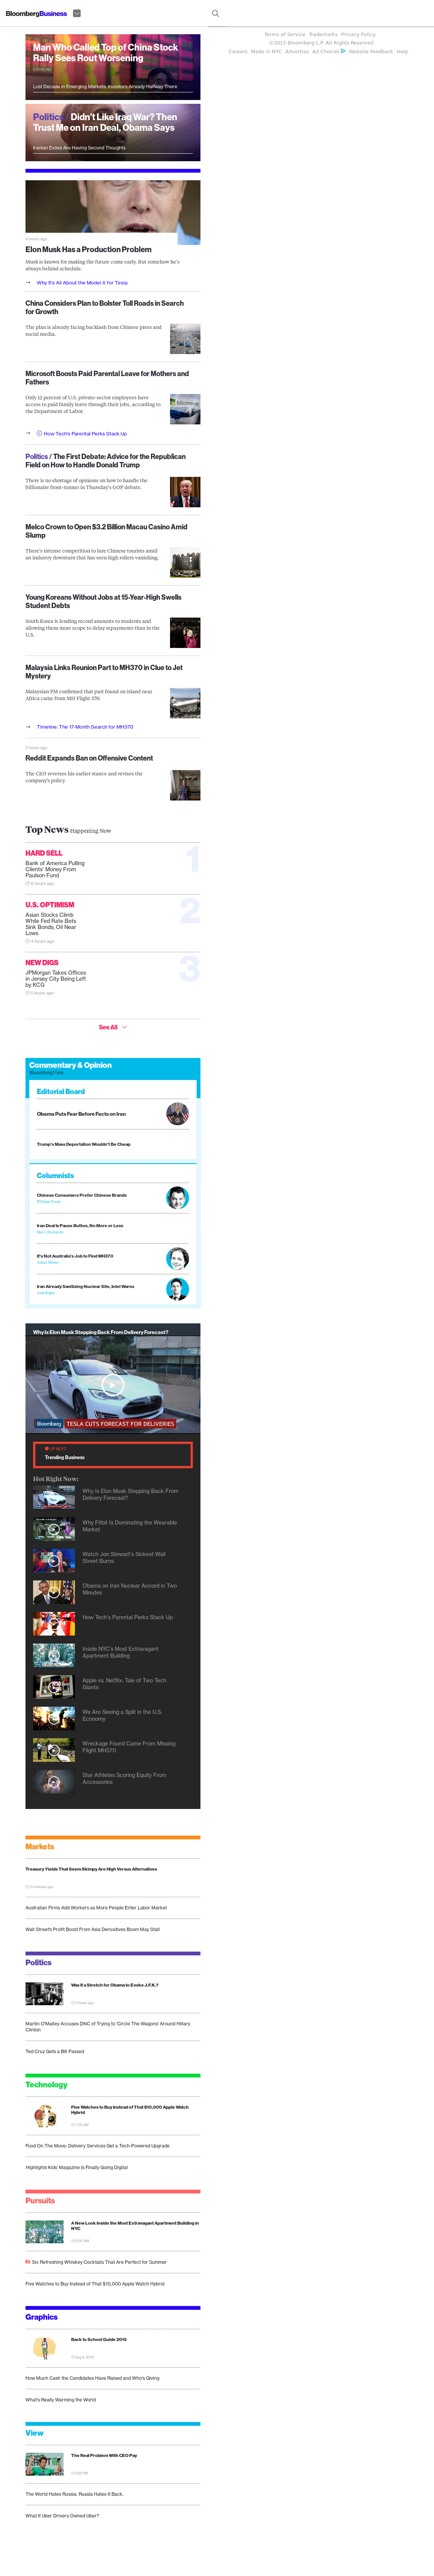 BloombergBusiness
Man Who Called Top of China Stock
Rally Sees Rout Worsening
Lost Decade in Emerging Markets: Investors Already Halfway There
Politics / Didn't Like Iraq War? Then
Trust Me on Iran Deal, Obama Says
Iranian Exiles Are Having Second Thoughts
4 hours ago
Elon Musk Has a Production Problem
Musk is known for making the future come early. But somehow he's
always behind schedule.
→ Why It's All About the Model X for Tesla
China Considers Plan to Bolster Toll Roads in Search
for Growth
The plan is already facing backlash from Chinese press and
social media.
Microsoft Boosts Paid Parental Leave for Mothers and
Fathers
Only 12 percent of U.S. private-sector employees have
access to paid family leave through their jobs, according to
the Department of Labor.
→ How Tech's Parental Perks Stack Up
Politics / The First Debate: Advice for the Republican
Field on How to Handle Donald Trump
There is no shortage of opinions on how to handle the
billionaire front-runner in Thursday's GOP debate.
Melco Crown to Open $3.2 Billion Macau Casino Amid
Slump
There's intense competition to lure Chinese tourists amid
an industry downturn that has seen high rollers vanishing.
Young Koreans Without Jobs at 15-Year-High Swells
Student Debts
South Korea is lending record amounts to students and
allowing them more scope to delay repayments than in the
U.S.
Malaysia Links Reunion Part to MH370 in Clue to Jet
Mystery
Malaysian PM confirmed that part found on island near
Africa came from MH Flight 370.
→ Timeline: The 17-Month Search for MH370
3 hours ago
Reddit Expands Ban on Offensive Content
The CEO reverses his earlier stance and revises the
company's policy
Top News Happening Now
HARD SELL
1
Bank of America Pulling
Clients' Money From
Paulson Fund
6 hours ago
U.S. OPTIMISM
2
Asian Stocks Climb
While Fed Rate Bets
Sink Bonds; Oil Near
Lows
4 hours ago
NEW DIGS
3
JPMorgan Takes Offices
in Jersey City Being Left
by KCG
5 hours ago
See All
Commentary & Opinion
BloombergView
Editorial Board
Obama Puts Fear Before Facts on Iran
Trump's Mass Deportation Wouldn't Be Cheap
Columnists
Chinese Consumers Prefer Chinese Brands
William Pesek
Iran Deal Is Pause Button, No More or Less
Marc Champion
It's Not Australia's Job to Find MH370
Adam Minter
Iran Already Sanitizing Nuclear Site, Intel Warns
Josh Rogin
Why Is Elon Musk Stepping Back From Delivery Forecast?
Bloomberg TESLA CUTS FORECAST FOR DELIVERIES
UP NEXT
Trending Business
Hot Right Now:
Why Is Elon Musk Stepping Back From
Delivery Forecast?
Why Fitbit Is Dominating the Wearable
Market
Watch Jon Stewart's Sickest Wall
Street Burns
Obama on Iran Nuclear Accord in Two
Minutes
How Tech's Parental Perks Stack Up
Inside NYC's Most Extravagant
Apartment Building
Apple vs. Netflix: Tale of Two Tech
Giants
We Are Seeing a Split in the U.S.
Economy
Wreckage Found Came From Missing
Flight MH370
Star Athletes Scoring Equity From
Accessories
Markets
Treasury Yields That Seem Skimpy Are High Versus Alternatives
51 minutes ago
Australian Firms Add Workers as More People Enter Labor Market
Wall Street's Profit Boost From Asia Derivatives Boom May Stall
Politics
Was It a Stretch for Obama to Evoke J.F.K.?
Martin O'Malley Accuses DNC of Trying to 'Circle The Wagons' Around Hillary
Clinton
Ted Cruz Gets a Bill Passed
Technology
Five Watches to Buy Instead of That $10,000 Apple Watch
Hybrid
Food On The Move: Delivery Services Get a Tech-Powered Upgrade
Highlights Kids' Magazine is Finally Going Digital
Pursuits
A New Look Inside the Most Extravagant Apartment Building in
NYC
Six Refreshing Whiskey Cocktails That Are Perfect for Summer
Five Watches to Buy Instead of That $10,000 Apple Watch Hybrid
Graphics
Back to School Guide 2015
How Much Cash the Candidates Have Raised and Who's Giving
What's Really Warming the World
View
The Real Problem With CEO Pay
The World Hates Russia. Russia Hates It Back.
What If Uber Drivers Owned Uber?
Terms of Service Trademarks Privacy Policy
©2015 Bloomberg L.P. All Rights Reserved
Careers Made in NYC Advertise Ad Choices Website Feedback Help